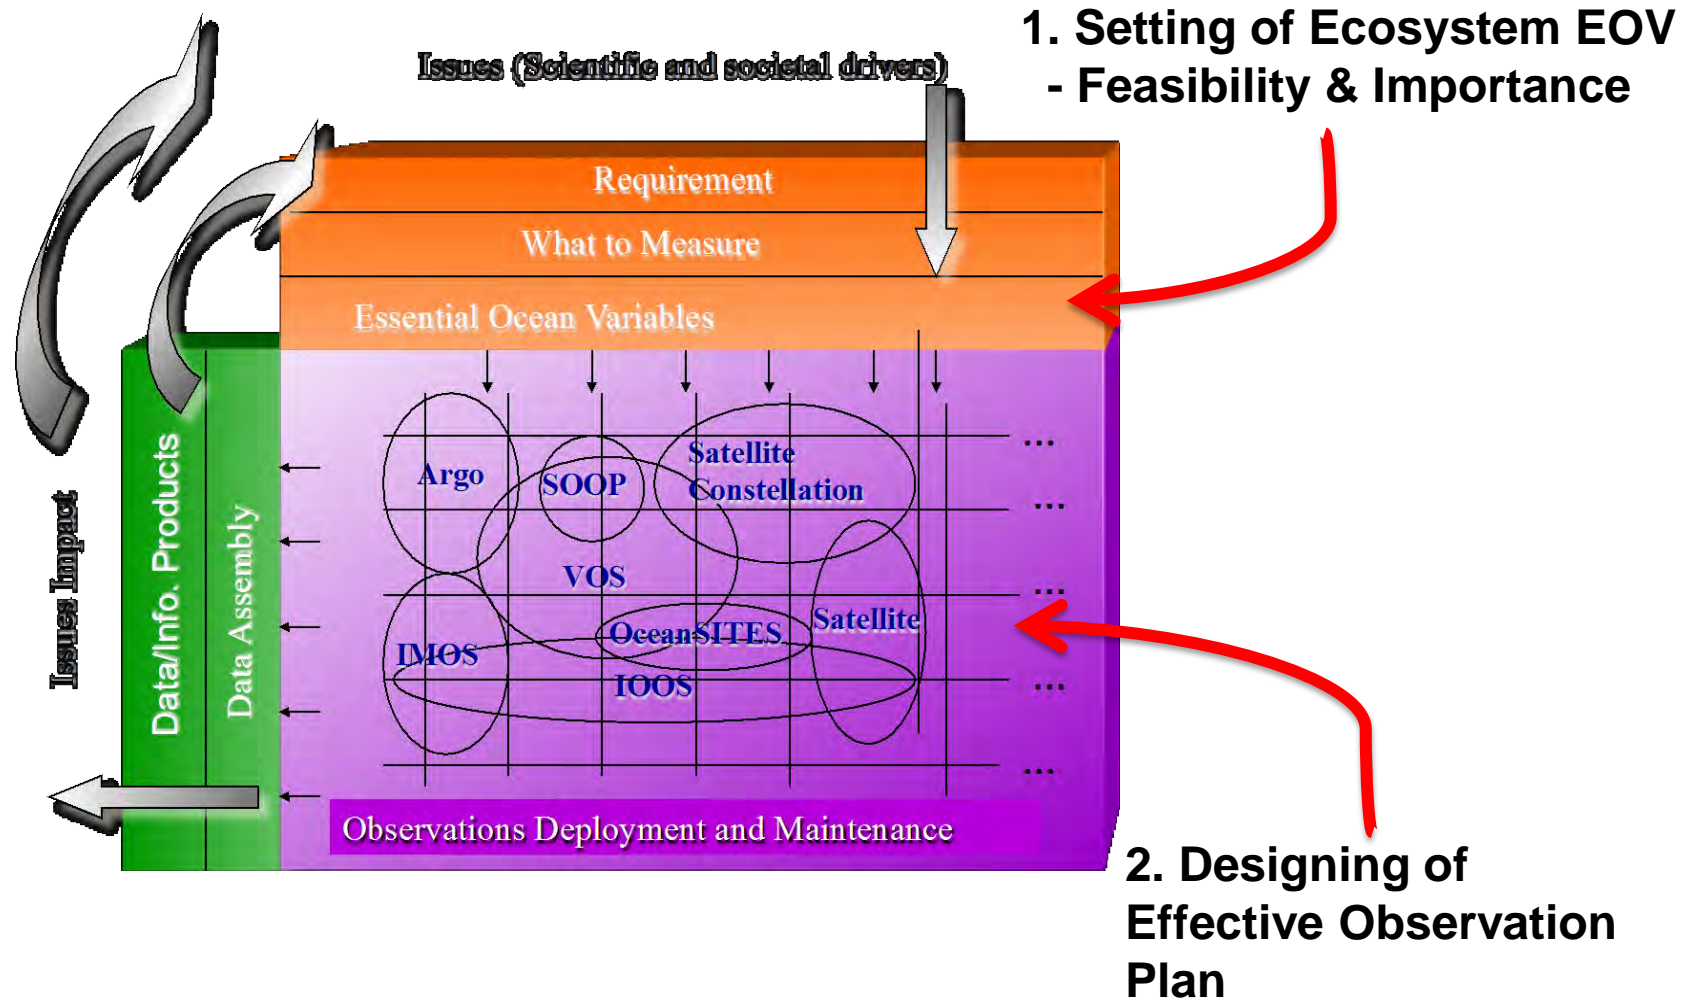 1. Setting of Ecosystem EOV
- Feasibility & Importance
Issues (Scientific and societal drivers)
Requirement
What to Measure
Essential Ocean Variables
Argo
SOOP
Satellite
Constellation
...
...
VOS
...
IMOS
OceanSITES
Satellite
IOOS
...
...
Observations Deployment and Maintenance
Data Assembly
Data/Info. Products
Issues Impact
2. Designing of
Effective Observation
Plan